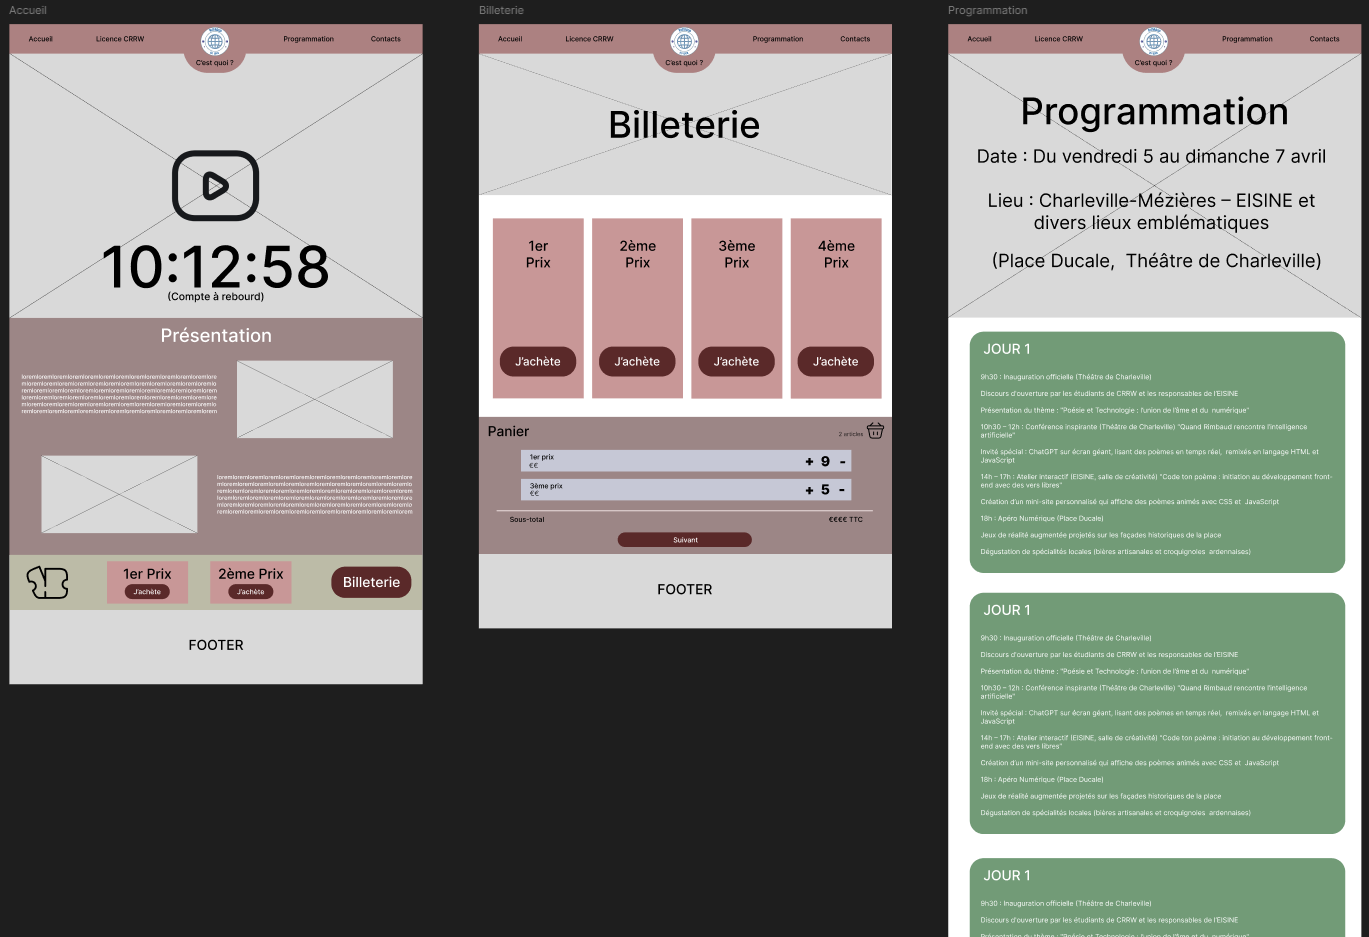 Accueil
Accueil
Licence CRRW
C'est quoi ?
Programmation
Contacts
10:12:58
(Compte à rebourd)
Présentation
loremloremloremloremloremloremloremloremloremloremlore
mloremloremloremloremloremloremloremloremloremlorem
1er Prix
J'achète
2ème Prix
J'achète
Billeterie
FOOTER
Billeterie
Accueil
Licence CRRW
C'est quoi ?
Programmation
Contacts
Billeterie
1er
Prix
J'achète
2ème
Prix
J'achète
3ème
Prix
J'achète
4ème
Prix
J'achète
Panier
2 articles
1er prix
€€
+ 9 -
3ème prix
€€
+ 5 -
Sous-total
€€€€ TTC
Suivant
FOOTER
Programmation
Accueil
Licence CRRW
C'est quoi ?
Programmation
Contacts
Programmation
Date : Du vendredi 5 au dimanche 7 avril
Lieu : Charleville-Mézières – EISINE et
divers lieux emblématiques
(Place Ducale,  Théâtre de Charleville)
JOUR 1
9h30 : Inauguration officielle (Théâtre de Charleville)
Discours d'ouverture par les étudiants de CRRW et les responsables de l'EISINE
Présentation du thème : "Poésie et Technologie : l'union de l'âme et du  numérique"
10h30 – 12h : Conférence inspirante (Théâtre de Charleville) "Quand Rimbaud rencontre l'intelligence
artificielle"
Invité spécial : ChatGPT sur écran géant, lisant des poèmes en temps réel,  remixés en langage HTML et
JavaScript
14h – 17h : Atelier interactif (EISINE, salle de créativité) "Code ton poème : initiation au développement front-
end avec des vers libres"
Création d'un mini-site personnalisé qui affiche des poèmes animés avec CSS et  JavaScript
18h : Apéro Numérique (Place Ducale)
Jeux de réalité augmentée projetés sur les façades historiques de la place
Dégustation de spécialités locales (bières artisanales et croquignoles  ardennaises)
JOUR 1
9h30 : Inauguration officielle (Théâtre de Charleville)
Discours d'ouverture par les étudiants de CRRW et les responsables de l'EISINE
Présentation du thème : "Poésie et Technologie : l'union de l'âme et du  numérique"
10h30 – 12h : Conférence inspirante (Théâtre de Charleville) "Quand Rimbaud rencontre l'intelligence
artificielle"
Invité spécial : ChatGPT sur écran géant, lisant des poèmes en temps réel,  remixés en langage HTML et
JavaScript
14h – 17h : Atelier interactif (EISINE, salle de créativité) "Code ton poème : initiation au développement front-
end avec des vers libres"
Création d'un mini-site personnalisé qui affiche des poèmes animés avec CSS et  JavaScript
18h : Apéro Numérique (Place Ducale)
Jeux de réalité augmentée projetés sur les façades historiques de la place
Dégustation de spécialités locales (bières artisanales et croquignoles  ardennaises)
JOUR 1
9h30 : Inauguration officielle (Théâtre de Charleville)
Discours d'ouverture par les étudiants de CRRW et les responsables de l'EISINE
Présentation du thème : "Poésie et Technologie : l'union de l'âme et du  numérique"